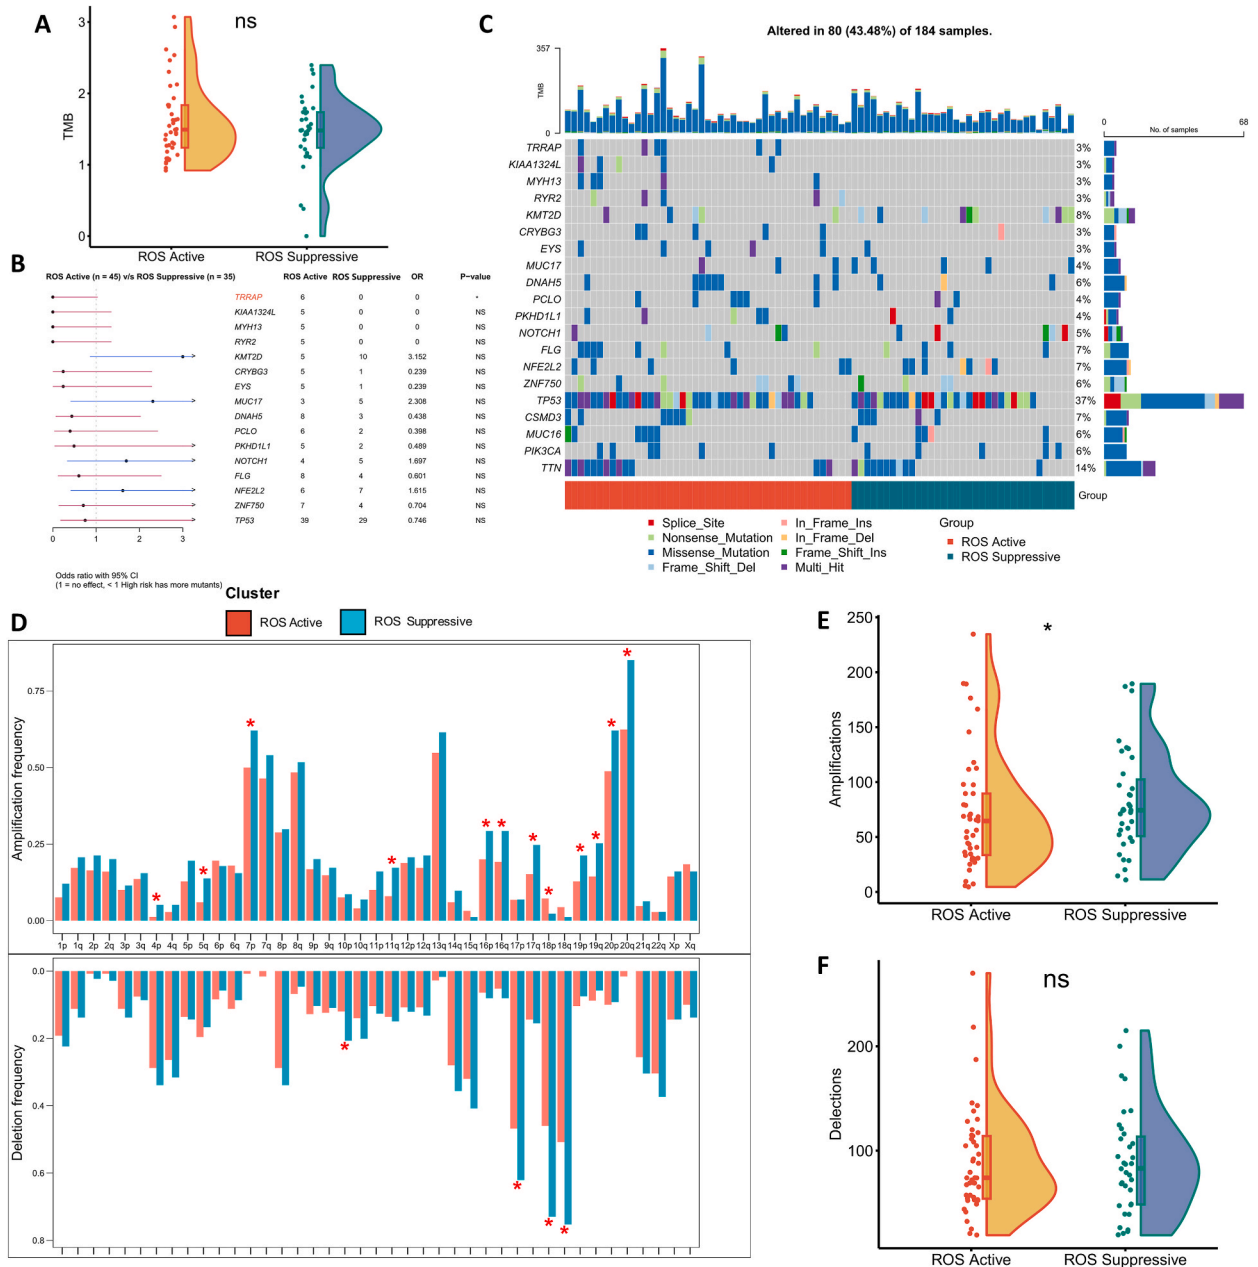 A
ns
3
2
1
0
TMB
ROS Active
ROS Suppressive
B
ROS Active (n = 45) v/s ROS Suppressive (n = 35)
ROS Active
ROS Suppressive
OR
P−value
TRRAP 6 0 0 *
KIAA1324L 5 0 0 NS
MYH13 5 0 0 NS
RYR2 5 0 0 NS
KMT2D 5 10 3.152 NS
CRYBG3 5 1 0.239 NS
EYS 5 1 0.239 NS
MUC17 3 5 2.308 NS
DNAH5 8 3 0.438 NS
PCLO 6 2 0.398 NS
PKHD1L1 5 2 0.489 NS
NOTCH1 4 5 1.697 NS
FLG 8 4 0.601 NS
NFE2L2 6 7 1.615 NS
ZNF750 7 4 0.704 NS
TP53 39 29 0.746 NS
0 1 2 3
Odds ratio with 95% CI
(1 = no effect, < 1 High risk has more mutants)
C
Altered in 80 (43.48%) of 184 samples.
357
0
TMB
0 68
No. of samples
TRRAP 3%
KIAA1324L 3%
MYH13 3%
RYR2 3%
KMT2D 8%
CRYBG3 3%
EYS 3%
MUC17 4%
DNAH5 6%
PCLO 4%
PKHD1L1 4%
NOTCH1 5%
FLG 7%
NFE2L2 7%
ZNF750 6%
TP53 37%
CSMD3 7%
MUC16 6%
PIK3CA 6%
TTN 14%
Group
Splice_Site
Nonsense_Mutation
Missense_Mutation
Frame_Shift_Del
In_Frame_Ins
In_Frame_Del
Frame_Shift_Ins
Multi_Hit
Group
ROS Active
ROS Suppressive
Cluster
ROS Active
ROS Suppressive
D
Amplification frequency
0.75
0.50
0.25
0.00
* * * * * * * * * * * *
1p 1q 2p 2q 3p 3q 4p 4q 5p 5q 6p 6q 7p 7q 8p 8q 9p 9q 10p 10q 11p 11q 12p 12q 13q 14q 15q 16p 16q 17p 17q 18p 18q 19p 19q 20p 20q 21q 22q Xp Xq
Deletion frequency
0.0
0.2
0.4
0.6
0.8
* * * *
E
*
250
200
150
100
50
0
Amplifications
ROS Active
ROS Suppressive
F
ns
200
100
Delections
ROS Active
ROS Suppressive